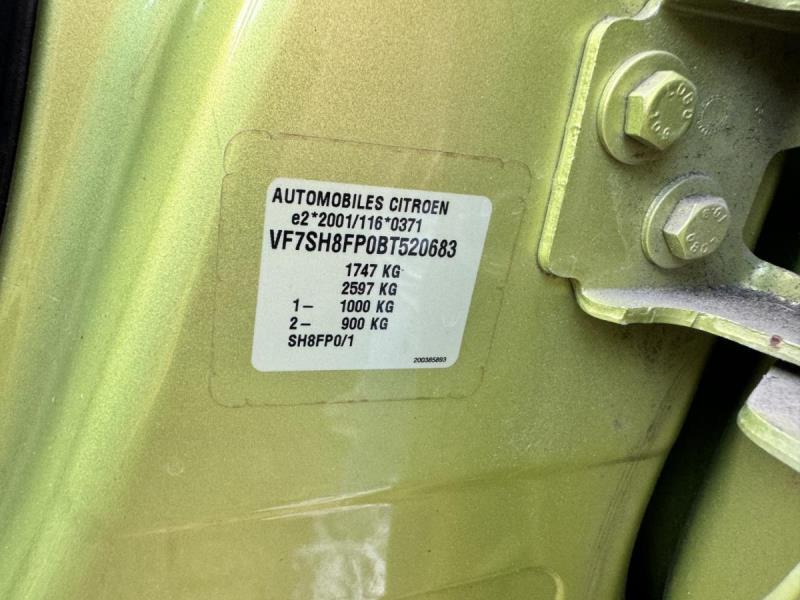 AUTOMOBILES CITROEN
e2*2001/116*0371
VF7SH8FP0BT520683
1747 KG
2597 KG
1– 1000 KG
2– 900 KG
SH8FP0/1
200385893